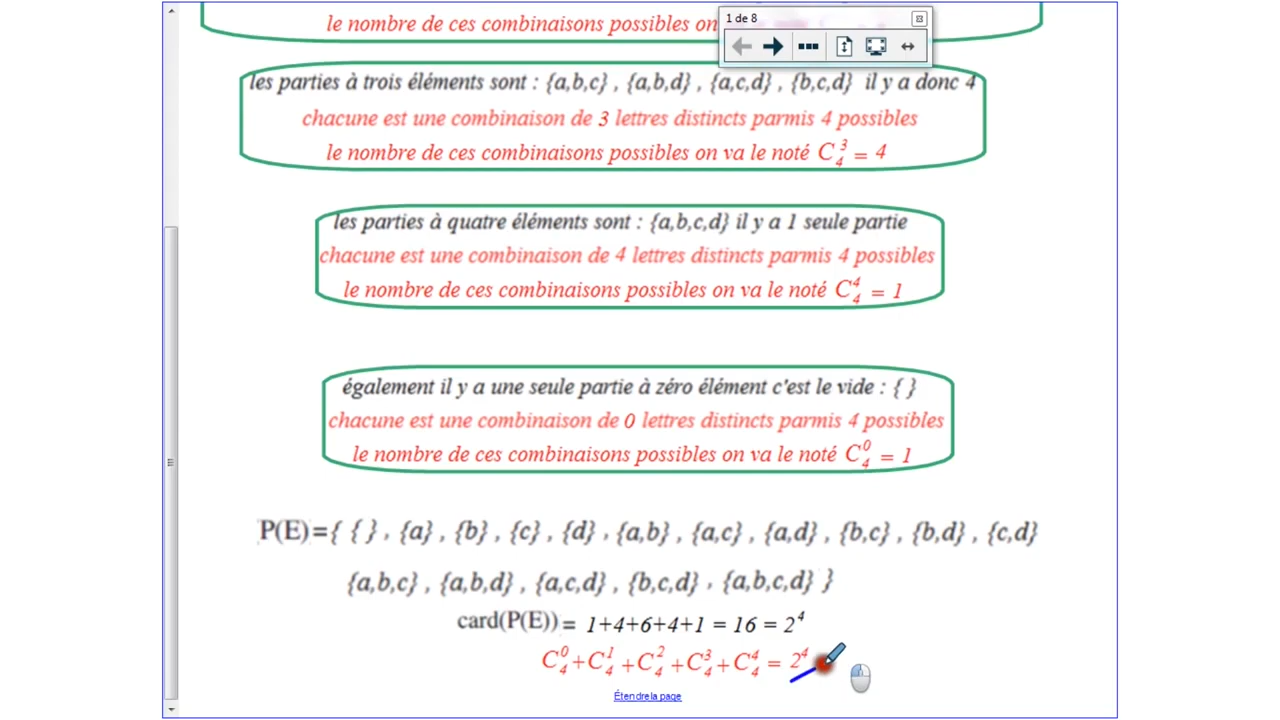 le nombre de ces combinaisons possibles on
1 de 8
les parties à trois éléments sont : {a,b,c} , {a,b,d} , {a,c,d} , {b,c,d} il y a donc 4
chacune est une combinaison de 3 lettres distincts parmis 4 possibles
le nombre de ces combinaisons possibles on va le noté C₄³ = 4
les parties à quatre éléments sont : {a,b,c,d} il y a 1 seule partie
chacune est une combinaison de 4 lettres distincts parmis 4 possibles
le nombre de ces combinaisons possibles on va le noté C₄⁴ = 1
également il y a une seule partie à zéro élément c'est le vide : { }
chacune est une combinaison de 0 lettres distincts parmis 4 possibles
le nombre de ces combinaisons possibles on va le noté C₄⁰ = 1
P(E)={ { } , {a} , {b} , {c} , {d} , {a,b} , {a,c} , {a,d} , {b,c} , {b,d} , {c,d}
{a,b,c} , {a,b,d} , {a,c,d} , {b,c,d} , {a,b,c,d} }
card(P(E)) = 1+4+6+4+1 = 16 = 2⁴
C₄⁰ + C₄¹ + C₄² + C₄³ + C₄⁴ = 2⁴
Étendre la page